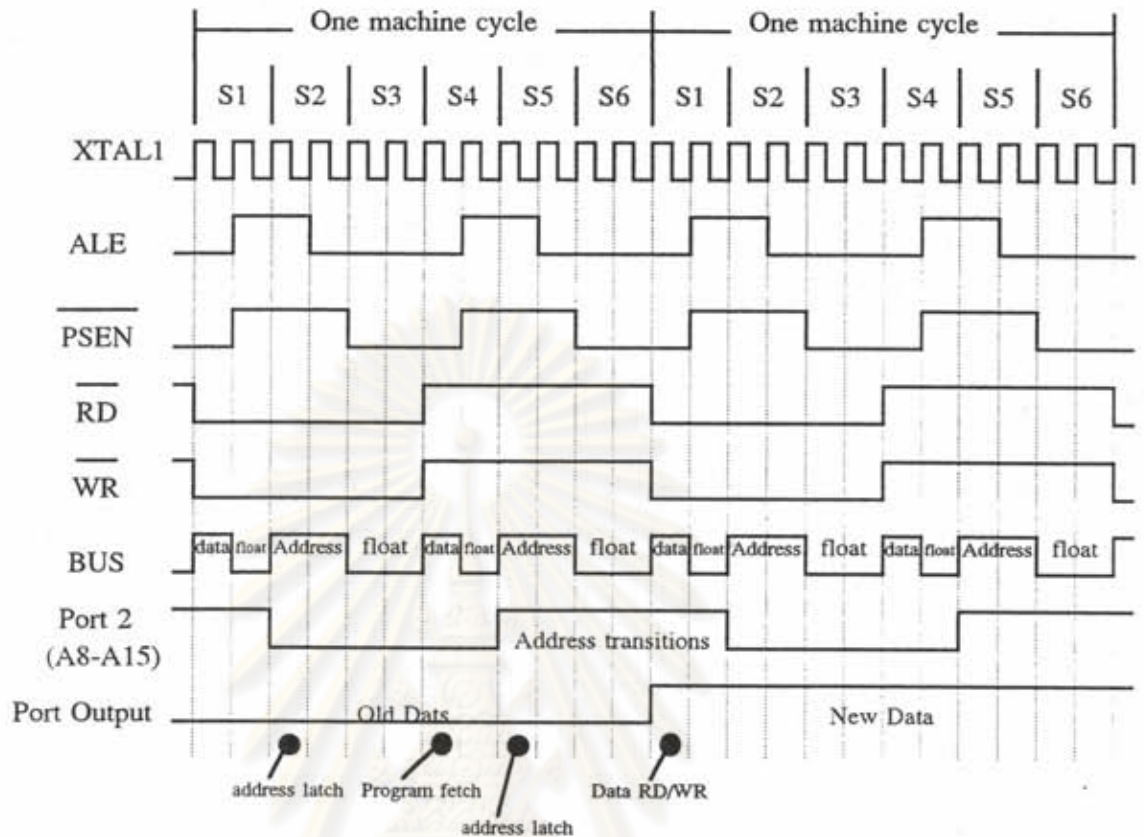 One machine cycle One machine cycle
S1 S2 S3 S4 S5 S6 S1 S2 S3 S4 S5 S6
XTAL1
ALE
PSEN
RD
WR
BUS data float Address float data float Address float data float Address float data float Address float
Port 2
(A8-A15)
Address transitions
Port Output Old Dats New Data
address latch Program fetch Data RD/WR
address latch